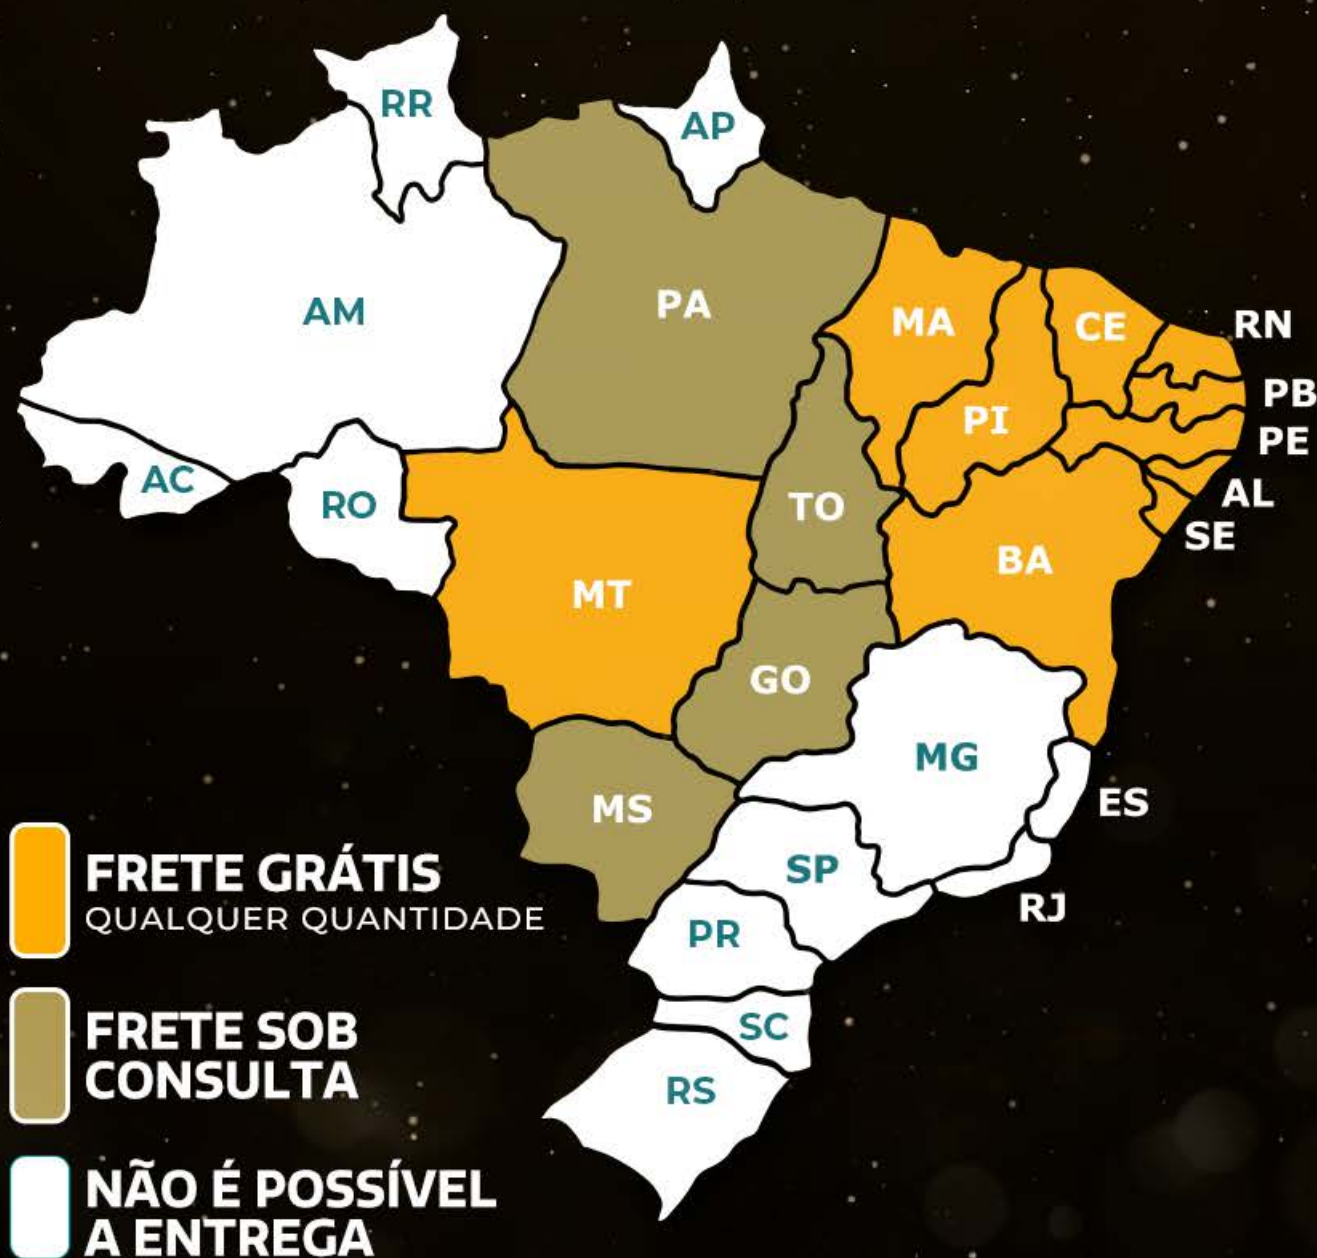 RR
AP
AM
PA
MA
CE
RN
PB
PI
PE
AC
RO
TO
AL
SE
BA
MT
GO
MG
MS
ES
SP
RJ
PR
SC
RS
FRETE GRÁTIS
QUALQUER QUANTIDADE
FRETE SOB
CONSULTA
NÃO É POSSÍVEL
A ENTREGA